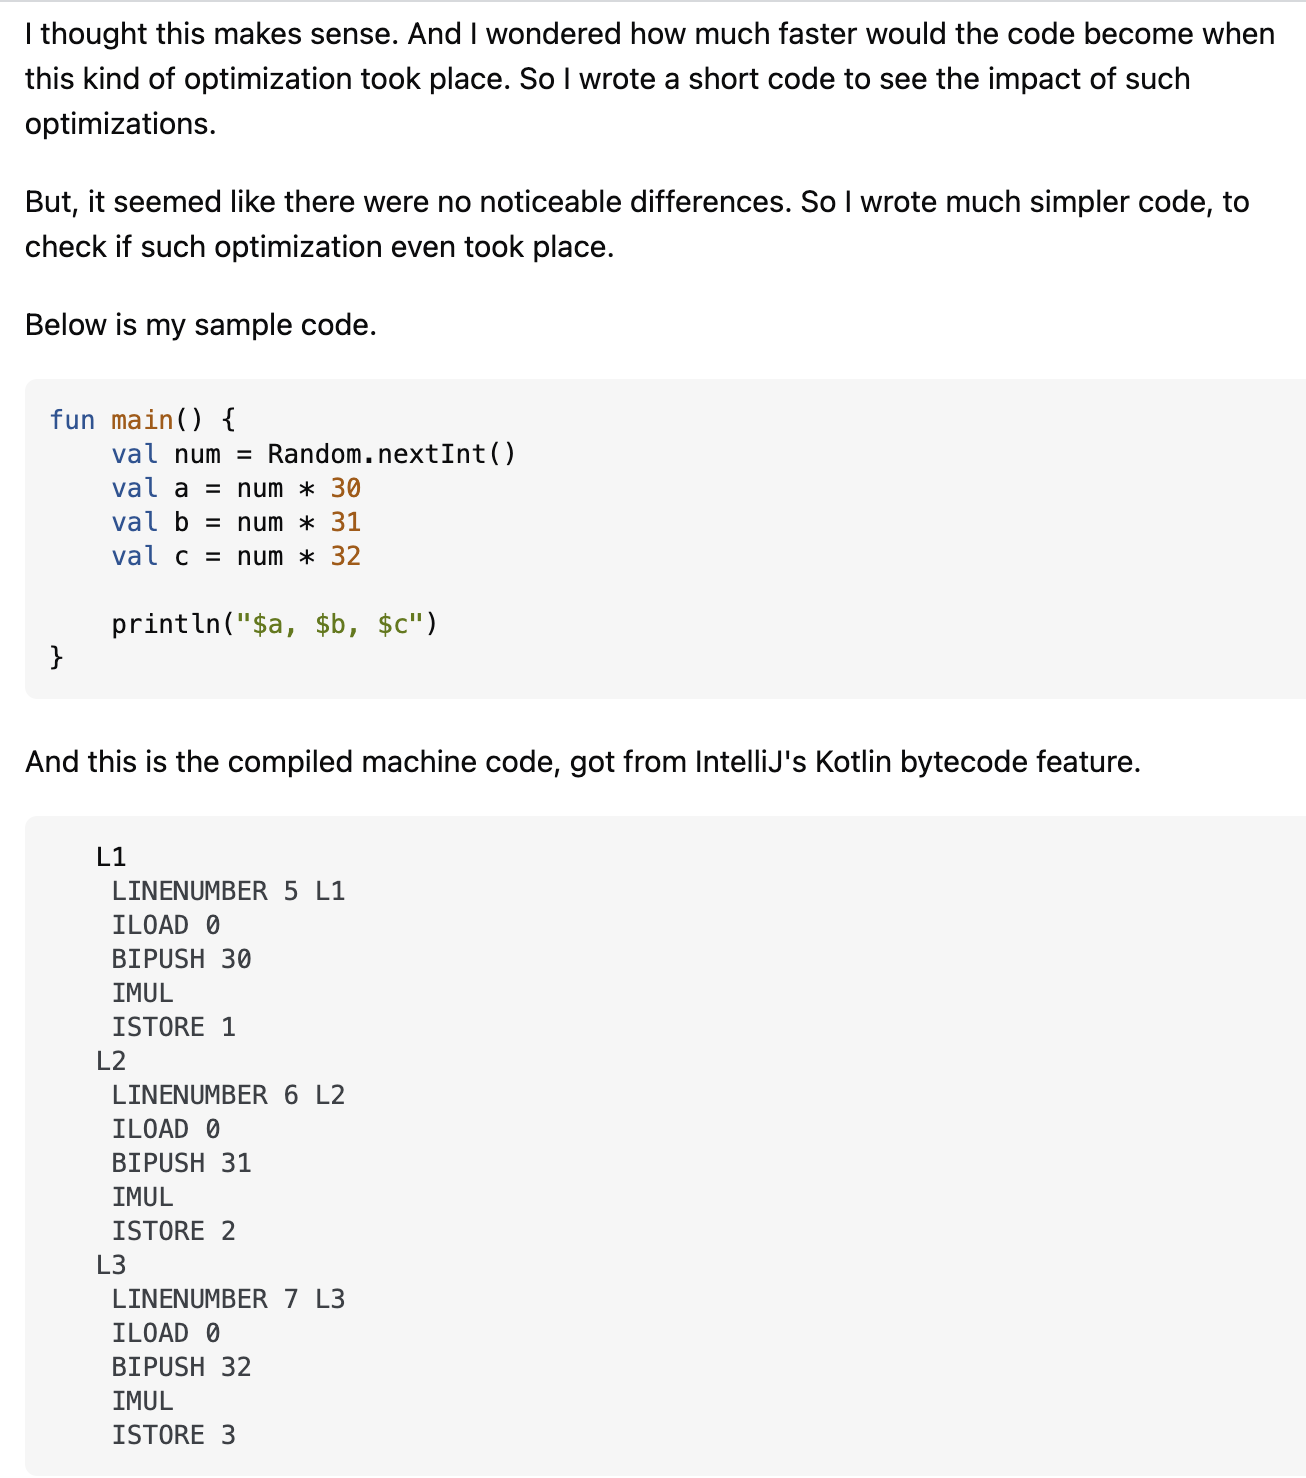 I thought this makes sense. And I wondered how much faster would the code become when
this kind of optimization took place. So I wrote a short code to see the impact of such
optimizations.
But, it seemed like there were no noticeable differences. So I wrote much simpler code, to
check if such optimization even took place.
Below is my sample code.
fun main() {
    val num = Random.nextInt()
    val a = num * 30
    val b = num * 31
    val c = num * 32
    println("$a, $b, $c")
}
And this is the compiled machine code, got from IntelliJ's Kotlin bytecode feature.
   L1
    LINENUMBER 5 L1
    ILOAD 0
    BIPUSH 30
    IMUL
    ISTORE 1
   L2
    LINENUMBER 6 L2
    ILOAD 0
    BIPUSH 31
    IMUL
    ISTORE 2
   L3
    LINENUMBER 7 L3
    ILOAD 0
    BIPUSH 32
    IMUL
    ISTORE 3